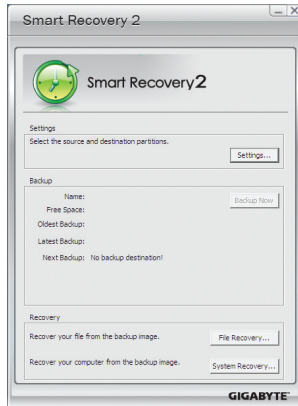 Smart Recovery 2
Smart Recovery2
Settings
Select the source and destination partitions.
Settings...
Backup
Name:
Backup Now
Free Space:
Oldest Backup:
Latest Backup:
Next Backup: No backup destination!
Recovery
Recover your file from the backup image.
File Recovery...
Recover your computer from the backup image.
System Recovery...
GIGABYTE™